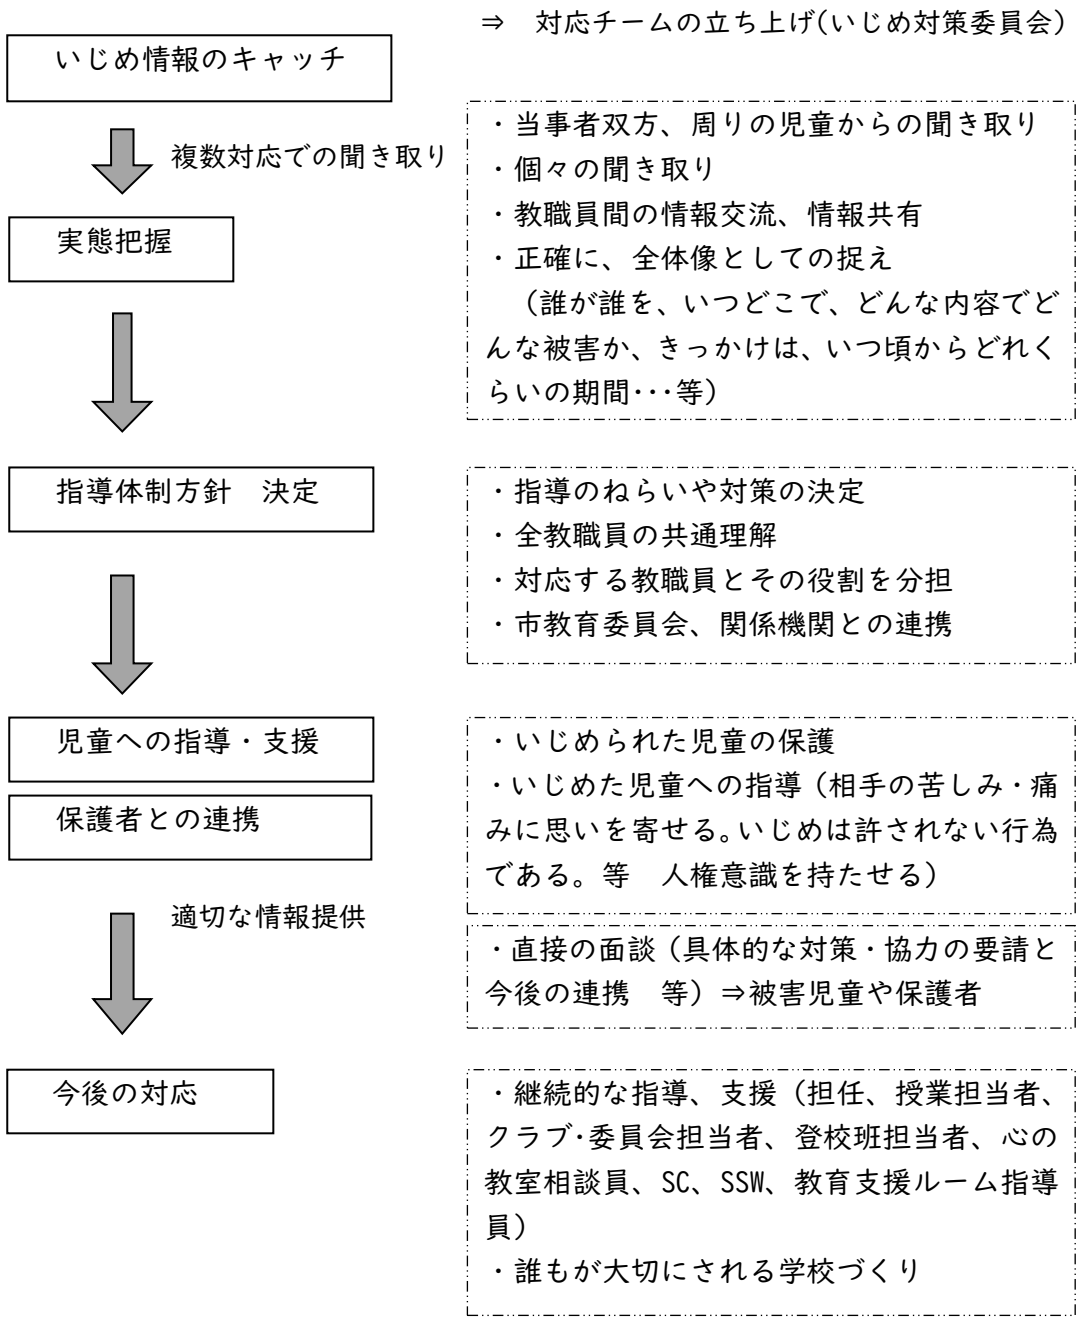 ⇒　対応チームの立ち上げ(いじめ対策委員会)
いじめ情報のキャッチ
複数対応での聞き取り
・当事者双方、周りの児童からの聞き取り
・個々の聞き取り
・教職員間の情報交流、情報共有
・正確に、全体像としての捉え
（誰が誰を、いつどこで、どんな内容でど
んな被害か、きっかけは、いつ頃からどれく
らいの期間･･･等）
実態把握
指導体制方針　決定
・指導のねらいや対策の決定
・全教職員の共通理解
・対応する教職員とその役割を分担
・市教育委員会、関係機関との連携
児童への指導・支援
保護者との連携
・いじめられた児童の保護
・いじめた児童への指導（相手の苦しみ・痛
みに思いを寄せる。いじめは許されない行為
である。等　人権意識を持たせる）
適切な情報提供
・直接の面談（具体的な対策・協力の要請と
今後の連携　等）⇒被害児童や保護者
今後の対応
・継続的な指導、支援（担任、授業担当者、
クラブ･委員会担当者、登校班担当者、心の
教室相談員、SC、SSW、教育支援ルーム指導
員）
・誰もが大切にされる学校づくり